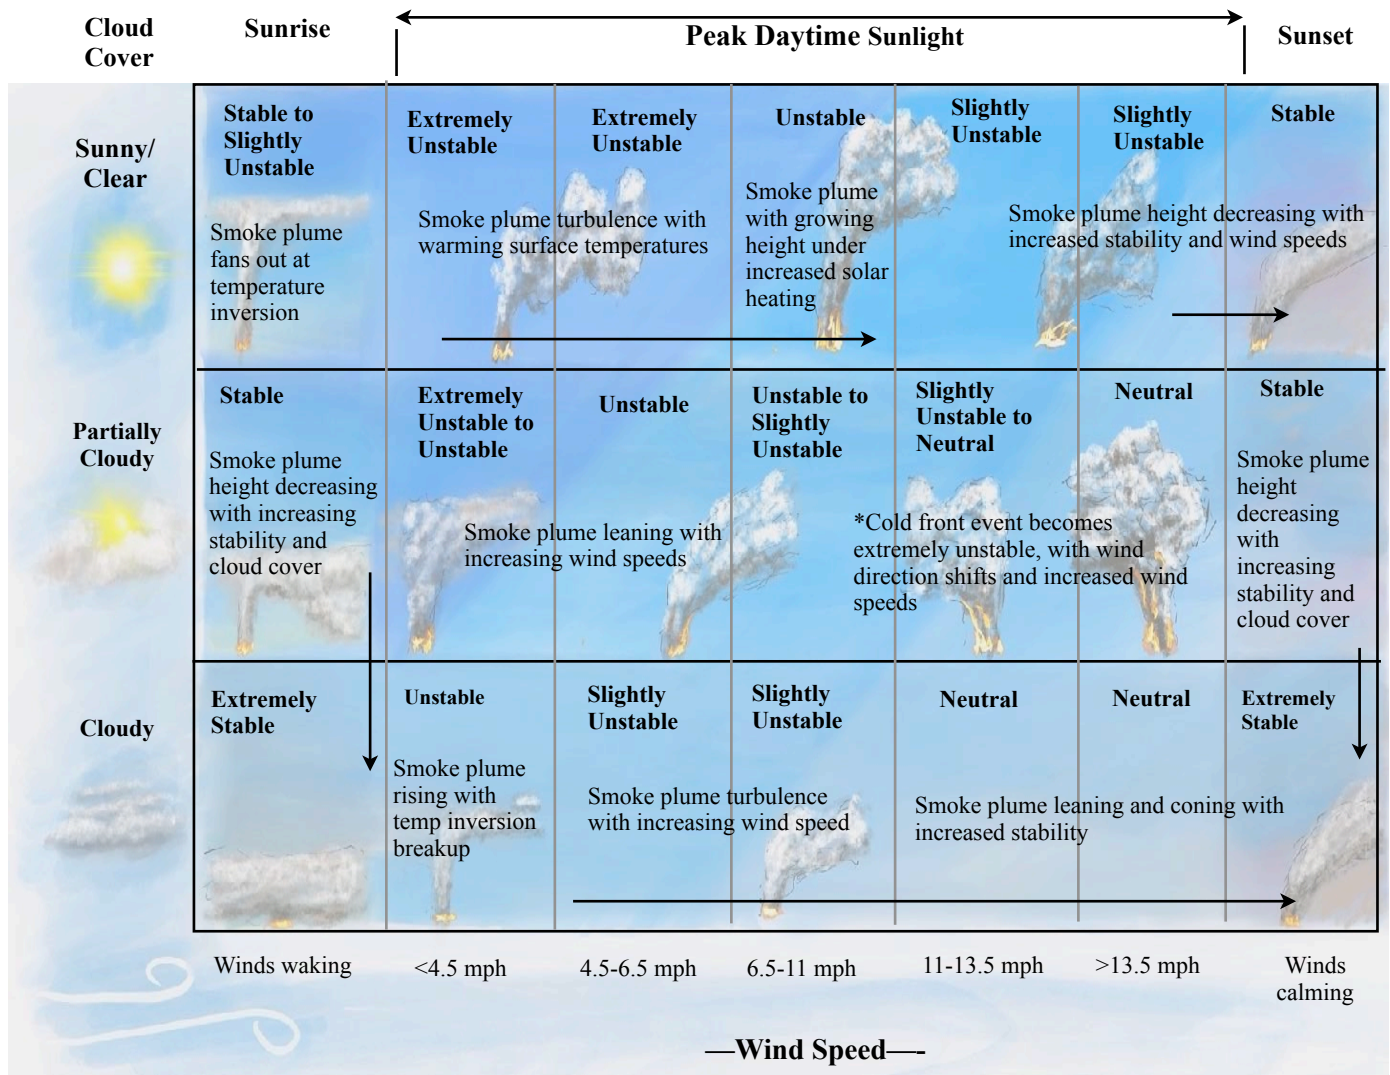 Cloud
Cover
Sunrise
Peak Daytime Sunlight
Sunset
Sunny/
Clear
Stable to
Slightly
Unstable
Smoke plume
fans out at
temperature
inversion
Extremely
Unstable
Extremely
Unstable
Smoke plume turbulence with
warming surface temperatures
Unstable
Smoke plume
with growing
height under
increased solar
heating
Slightly
Unstable
Slightly
Unstable
Stable
Smoke plume height decreasing with
increased stability and wind speeds
Partially
Cloudy
Stable
Smoke plume
height decreasing
with increasing
stability and
cloud cover
Extremely
Unstable to
Unstable
Unstable
Smoke plume leaning with
increasing wind speeds
Unstable to
Slightly
Unstable
Slightly
Unstable to
Neutral
Neutral
*Cold front event becomes
extremely unstable, with wind
direction shifts and increased wind
speeds
Stable
Smoke plume
height
decreasing
with
increasing
stability and
cloud cover
Cloudy
Extremely
Stable
Unstable
Smoke plume
rising with
temp inversion
breakup
Slightly
Unstable
Slightly
Unstable
Smoke plume turbulence
with increasing wind speed
Neutral
Neutral
Smoke plume leaning and coning with
increased stability
Extremely
Stable
Winds waking
<4.5 mph
4.5-6.5 mph
6.5-11 mph
11-13.5 mph
>13.5 mph
Winds
calming
—Wind Speed—-